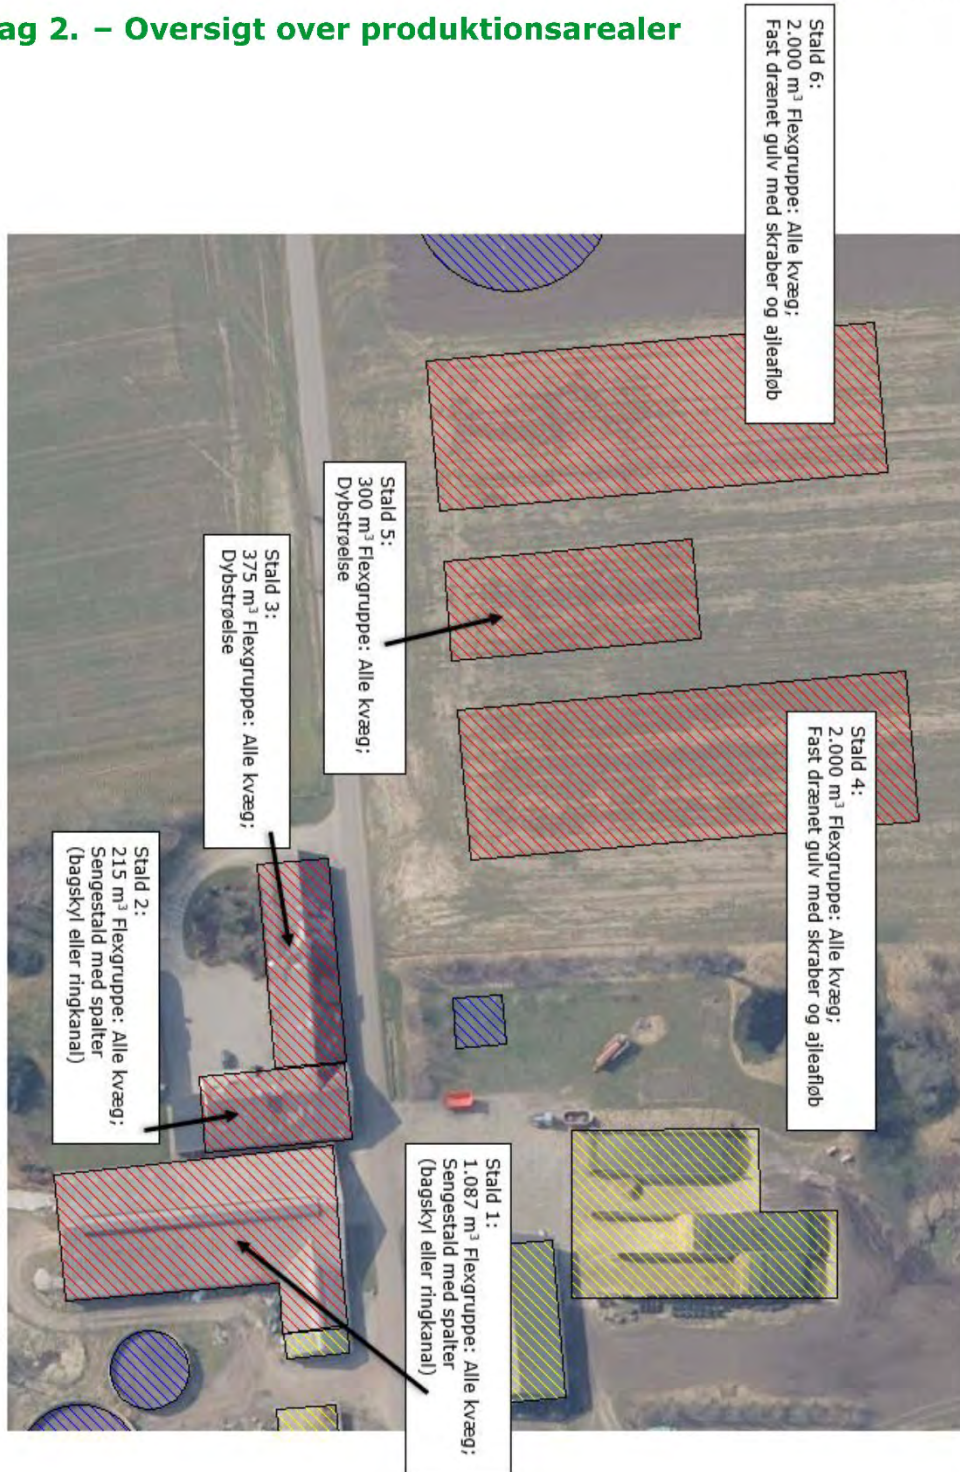 ag 2. – Oversigt over produktionsarealer
Stald 6:
2.000 m³ Flexgruppe: Alle kvæg;
Fast drænet gulv med skraber og ajleafløb
Stald 5:
300 m³ Flexgruppe: Alle kvæg;
Dybstrøelse
Stald 3:
375 m³ Flexgruppe: Alle kvæg;
Dybstrøelse
Stald 4:
2.000 m³ Flexgruppe: Alle kvæg;
Fast drænet gulv med skraber og ajleafløb
Stald 2:
215 m³ Flexgruppe: Alle kvæg;
Sengestald med spalter
(bagskyl eller ringkanal)
Stald 1:
1.087 m³ Flexgruppe: Alle kvæg;
Sengestald med spalter
(bagskyl eller ringkanal)